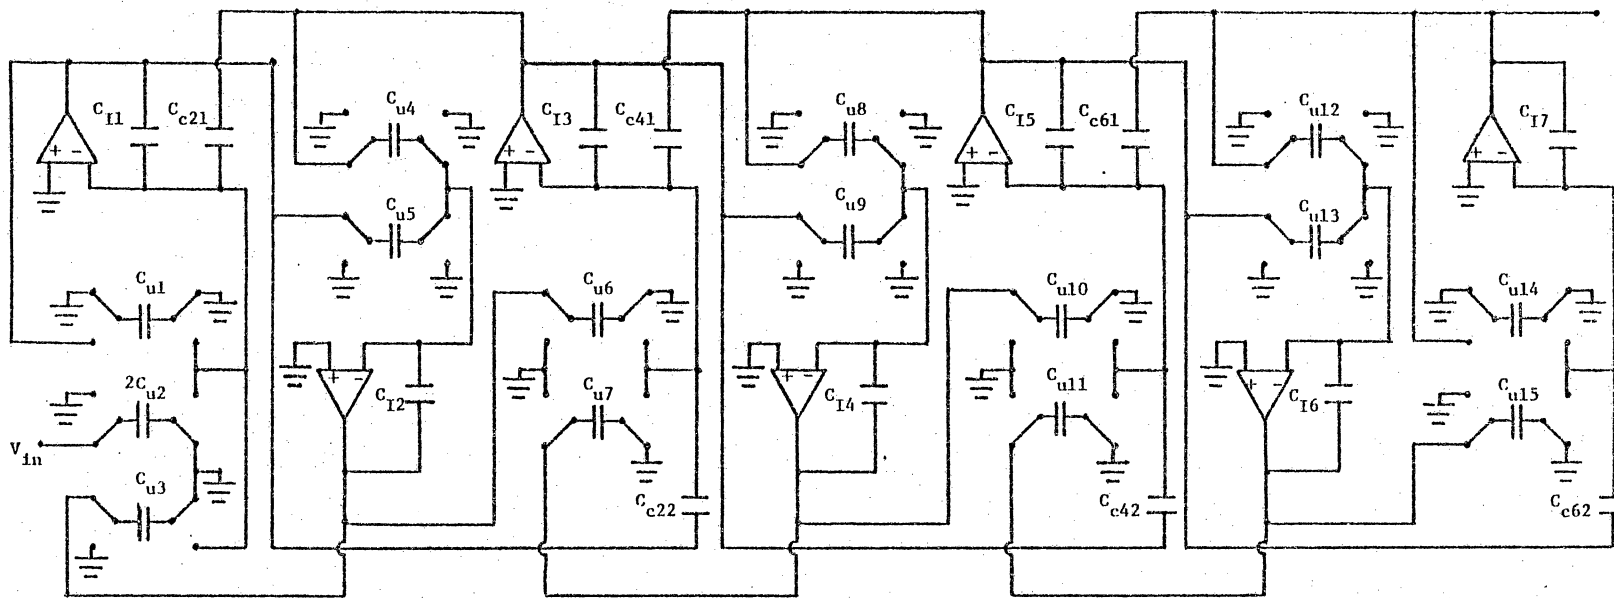 C_I1
C_c21
C_u4
C_I3
C_c41
C_u8
C_I5
C_c61
C_u12
C_I7
+ -
+ -
+ -
+ -
C_u5
C_u9
C_u13
C_u1
C_u6
C_u10
C_u14
2C_u2
+ -
C_I2
C_u7
+ -
C_I4
C_u11
+ -
C_I6
C_u15
V_in
C_u3
C_c22
C_c42
C_c62